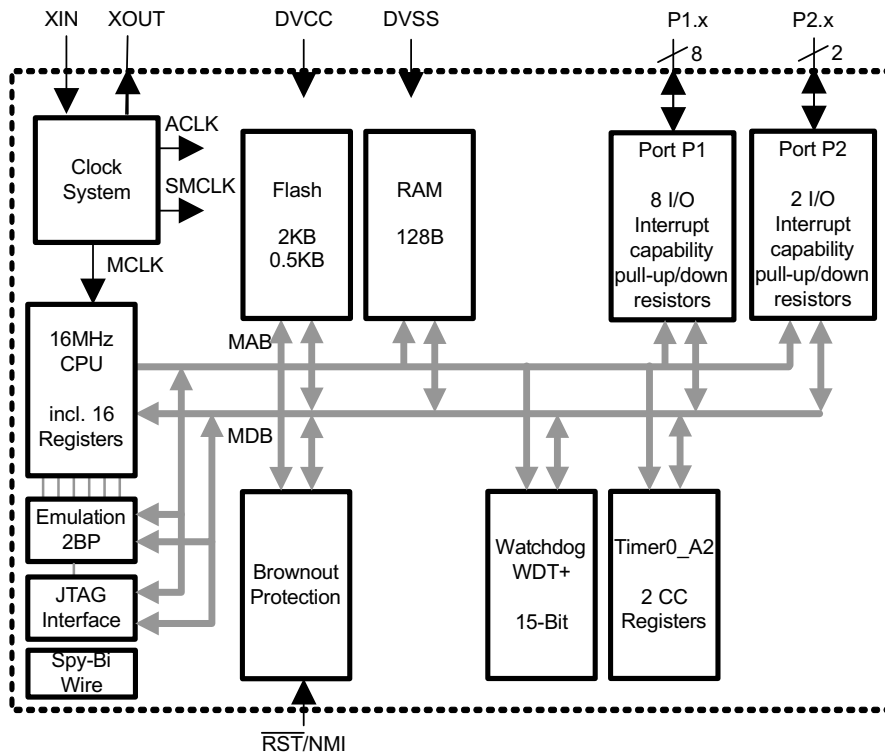 XIN
XOUT
DVCC
DVSS
P1.x
P2.x
8
2
ACLK
Clock
System
SMCLK
MCLK
Flash
2KB
0.5KB
RAM
128B
Port P1
8 I/O
Interrupt
capability
pull-up/down
resistors
Port P2
2 I/O
Interrupt
capability
pull-up/down
resistors
16MHz
CPU
incl. 16
Registers
MAB
MDB
Emulation
2BP
JTAG
Interface
Spy-Bi
Wire
Brownout
Protection
Watchdog
WDT+
15-Bit
Timer0_A2
2 CC
Registers
RST/NMI